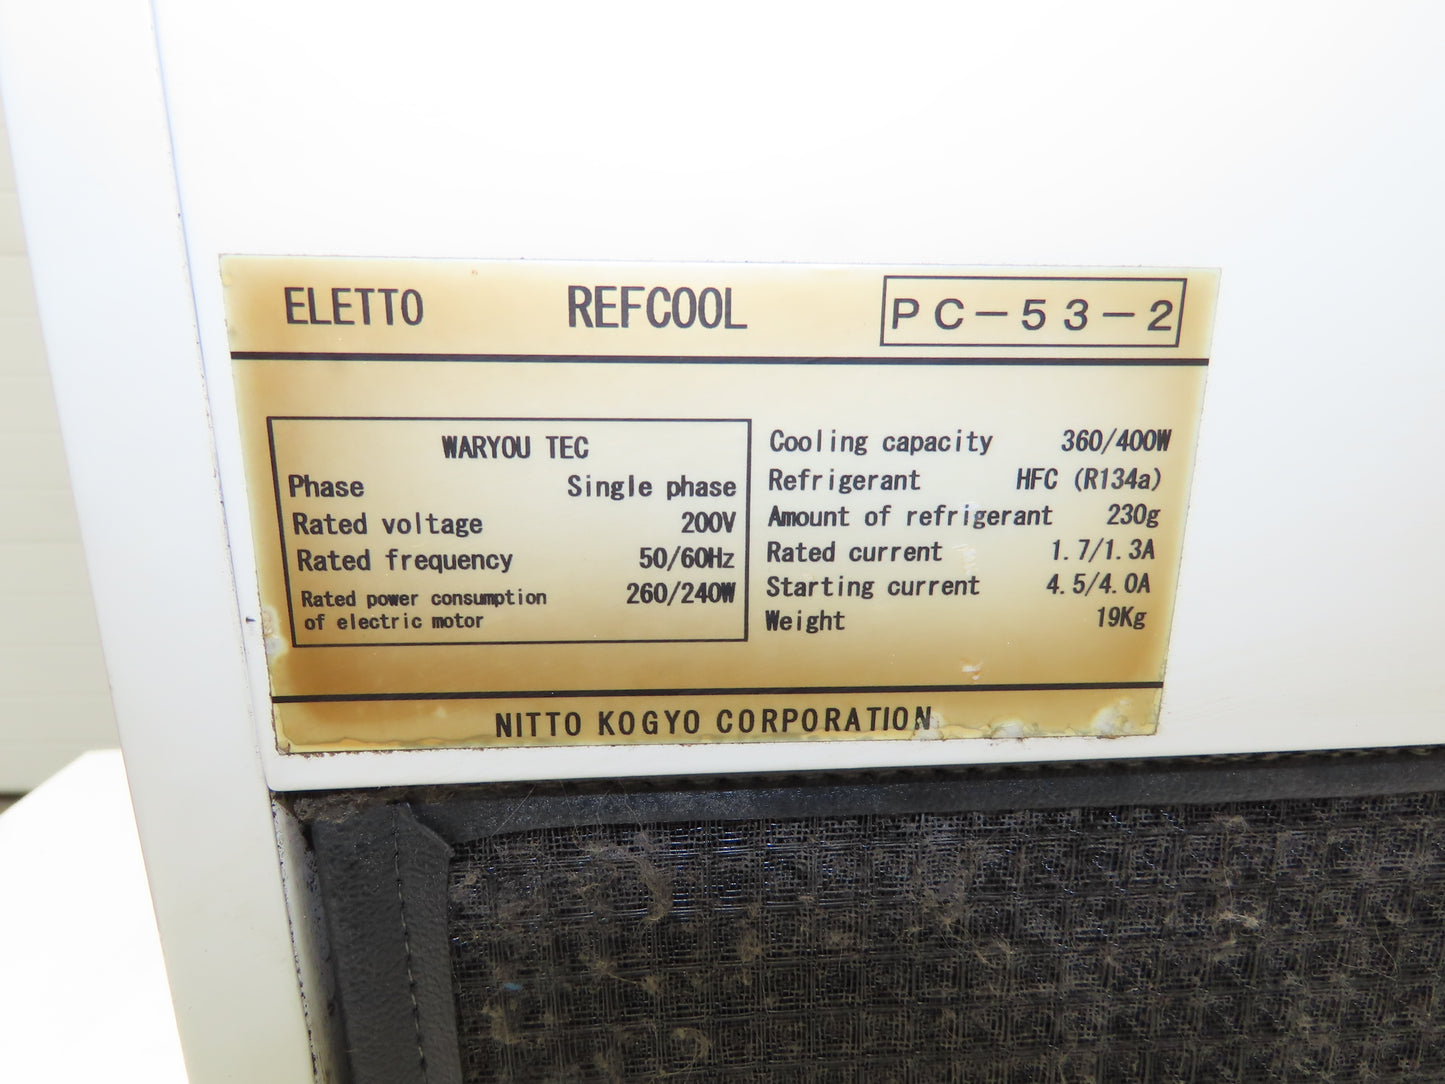 ELETTO REFCOOL PC-53-2
WARYOU TEC
Phase Single phase
Rated voltage 200V
Rated frequency 50/60Hz
Rated power consumption 260/240W
of electric motor
Cooling capacity 360/400W
Refrigerant HFC (R134a)
Amount of refrigerant 230g
Rated current 1.7/1.3A
Starting current 4.5/4.0A
Weight 19Kg
NITTO KOGYO CORPORATION